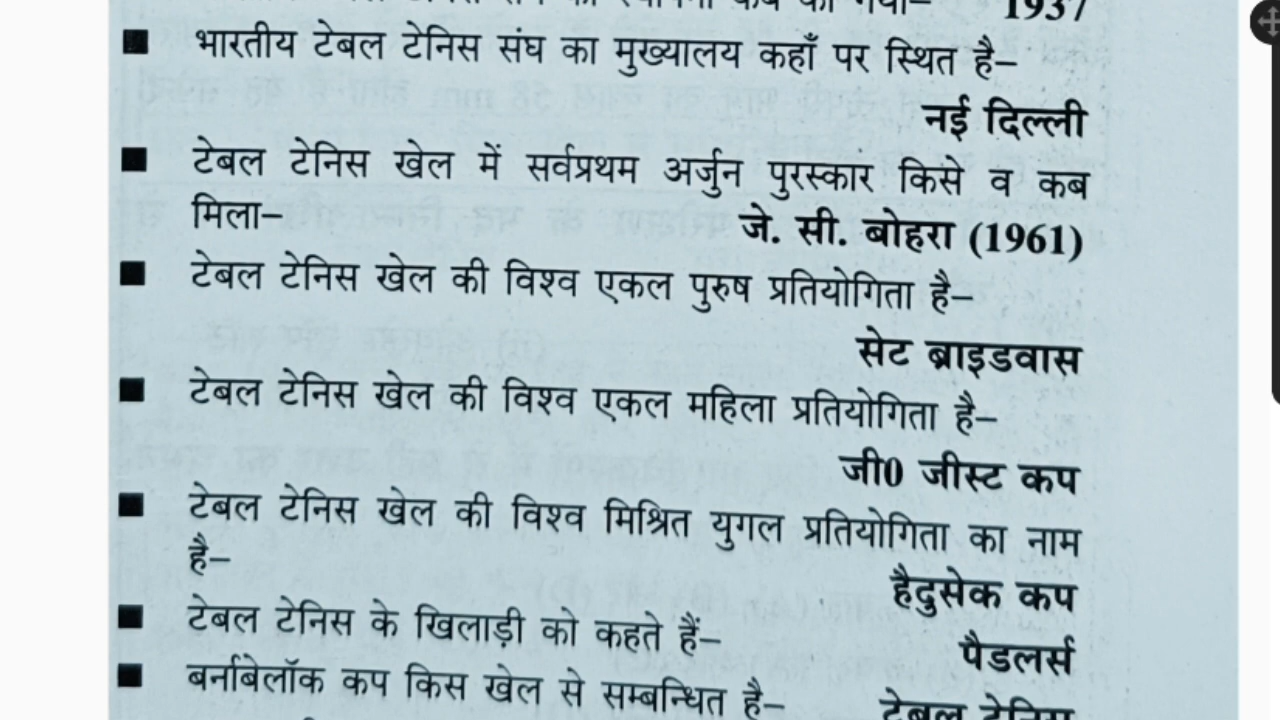 1937
■ भारतीय टेबल टेनिस संघ का मुख्यालय कहाँ पर स्थित है–
नई दिल्ली
■ टेबल टेनिस खेल में सर्वप्रथम अर्जुन पुरस्कार किसे व कब
मिला– जे. सी. बोहरा (1961)
■ टेबल टेनिस खेल की विश्व एकल पुरुष प्रतियोगिता है–
सेट ब्राइडवास
■ टेबल टेनिस खेल की विश्व एकल महिला प्रतियोगिता है–
जी0 जीस्ट कप
■ टेबल टेनिस खेल की विश्व मिश्रित युगल प्रतियोगिता का नाम
है–
हैदुसेक कप
■ टेबल टेनिस के खिलाड़ी को कहते हैं– पैडलर्स
■ बर्नाबेलॉक कप किस खेल से सम्बन्धित है– टेबल टेनिस